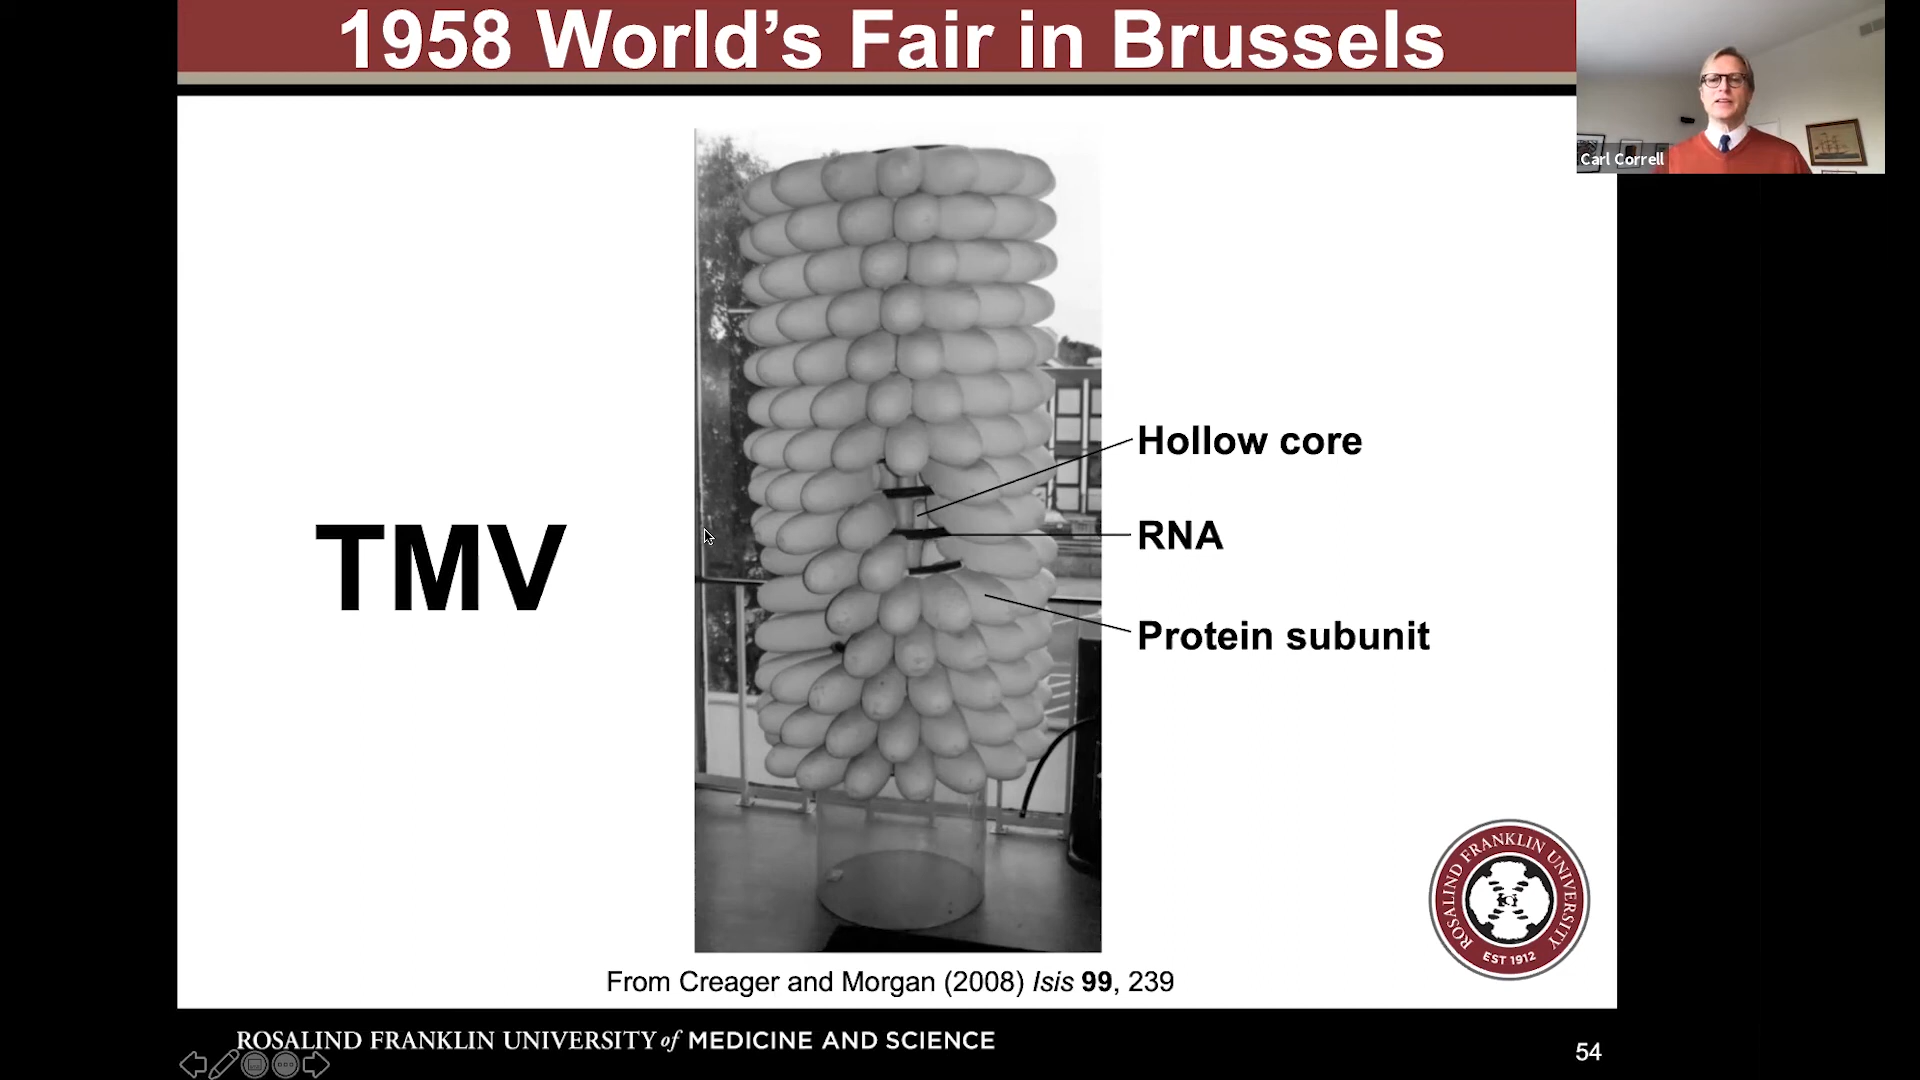 1958 World’s Fair in Brussels
Carl Correll
Hollow core
TMV
RNA
Protein subunit
ROSALIND FRANKLIN UNIVERSITY
EST 1912
From Creager and Morgan (2008) Isis 99, 239
ROSALIND FRANKLIN UNIVERSITY of MEDICINE AND SCIENCE
54